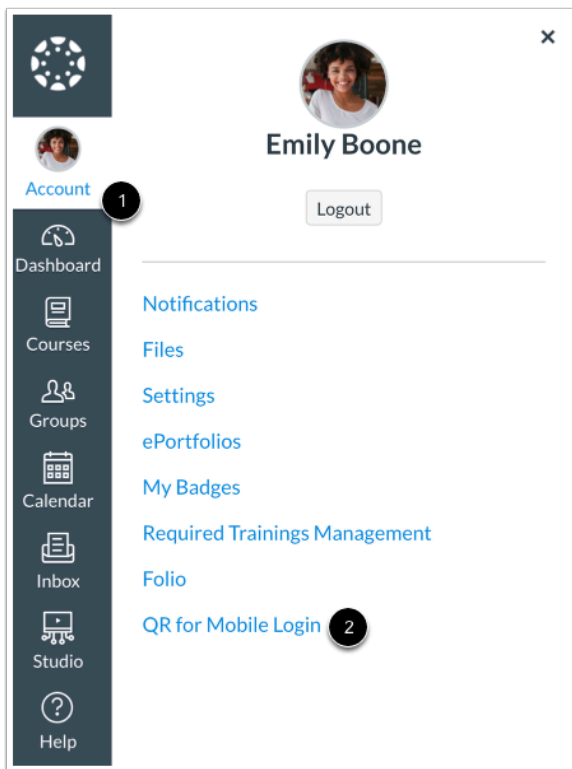 Emily Boone
Logout
Account
1
Dashboard
Courses
Groups
Calendar
Inbox
Studio
Help
Notifications
Files
Settings
ePortfolios
My Badges
Required Trainings Management
Folio
QR for Mobile Login 2